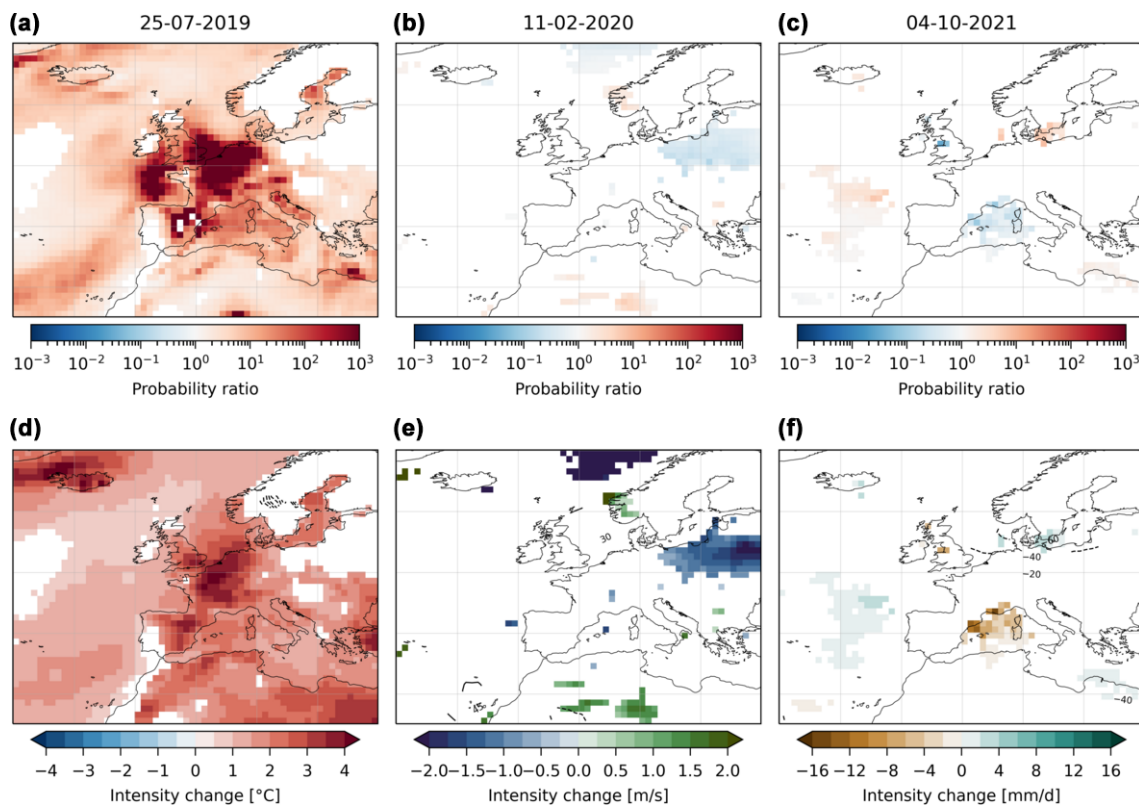 (a) 25-07-2019
(b) 11-02-2020
(c) 04-10-2021
10⁻³ 10⁻² 10⁻¹ 10⁰ 10¹ 10² 10³
Probability ratio
10⁻³ 10⁻² 10⁻¹ 10⁰ 10¹ 10² 10³
Probability ratio
10⁻³ 10⁻² 10⁻¹ 10⁰ 10¹ 10² 10³
Probability ratio
(d)
(e)
30
(f)
60
−40
−20
−40
−4 −3 −2 −1 0 1 2 3 4
Intensity change [°C]
−2.0 −1.5 −1.0 −0.5 0.0 0.5 1.0 1.5 2.0
Intensity change [m/s]
−16 −12 −8 −4 0 4 8 12 16
Intensity change [mm/d]